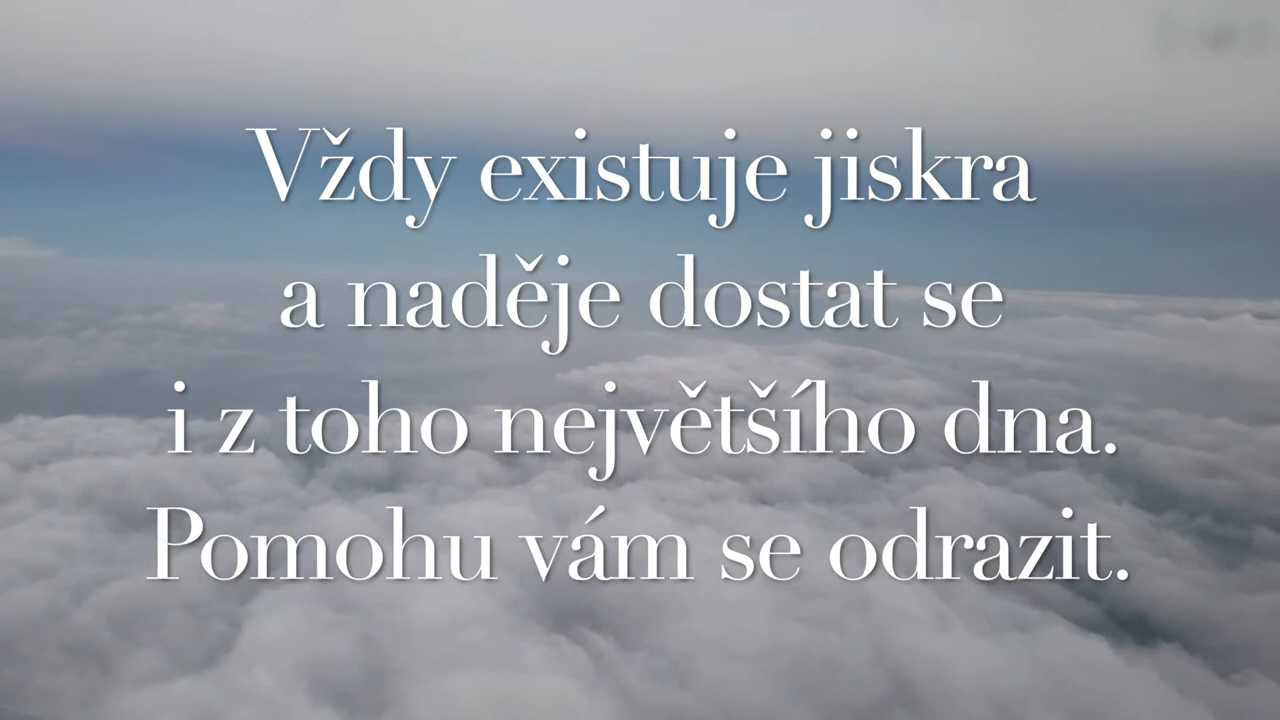 Vždy existuje jiskra
a naděje dostat se
i z toho největšího dna.
Pomohu vám se odrazit.